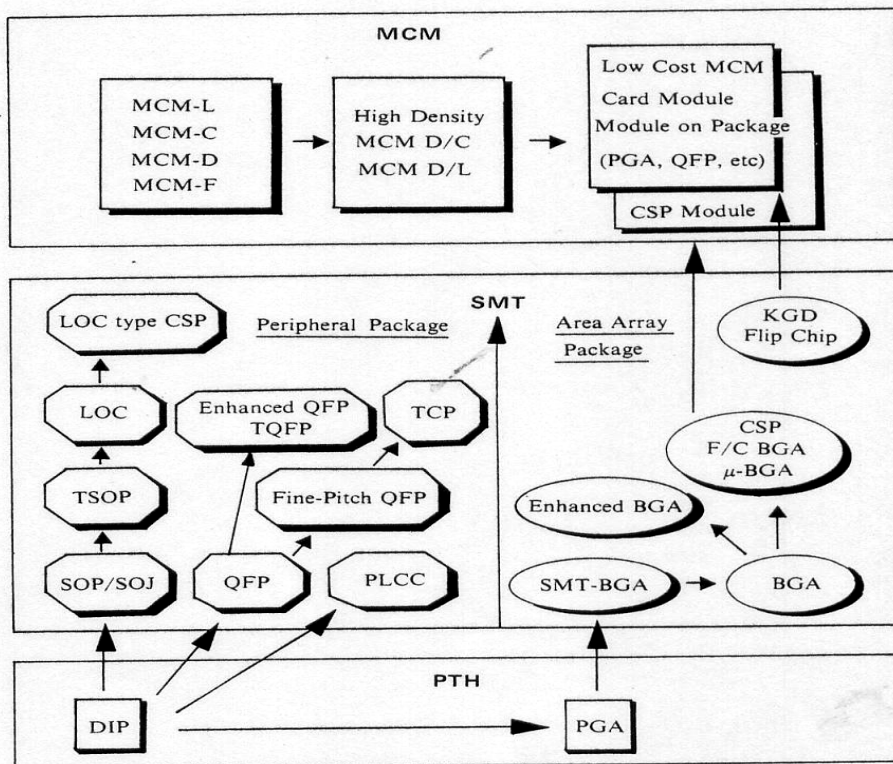 MCM
MCM-L
MCM-C
MCM-D
MCM-F
High Density
MCM D/C
MCM D/L
Low Cost MCM
Card Module
Module on Package
(PGA, QFP, etc)
CSP Module
SMT
Peripheral Package
Area Array
Package
LOC type CSP
LOC
TSOP
SOP/SOJ
Enhanced QFP
TQFP
TCP
Fine-Pitch QFP
QFP
PLCC
KGD
Flip Chip
CSP
F/C BGA
μ-BGA
Enhanced BGA
SMT-BGA
BGA
PTH
DIP
PGA